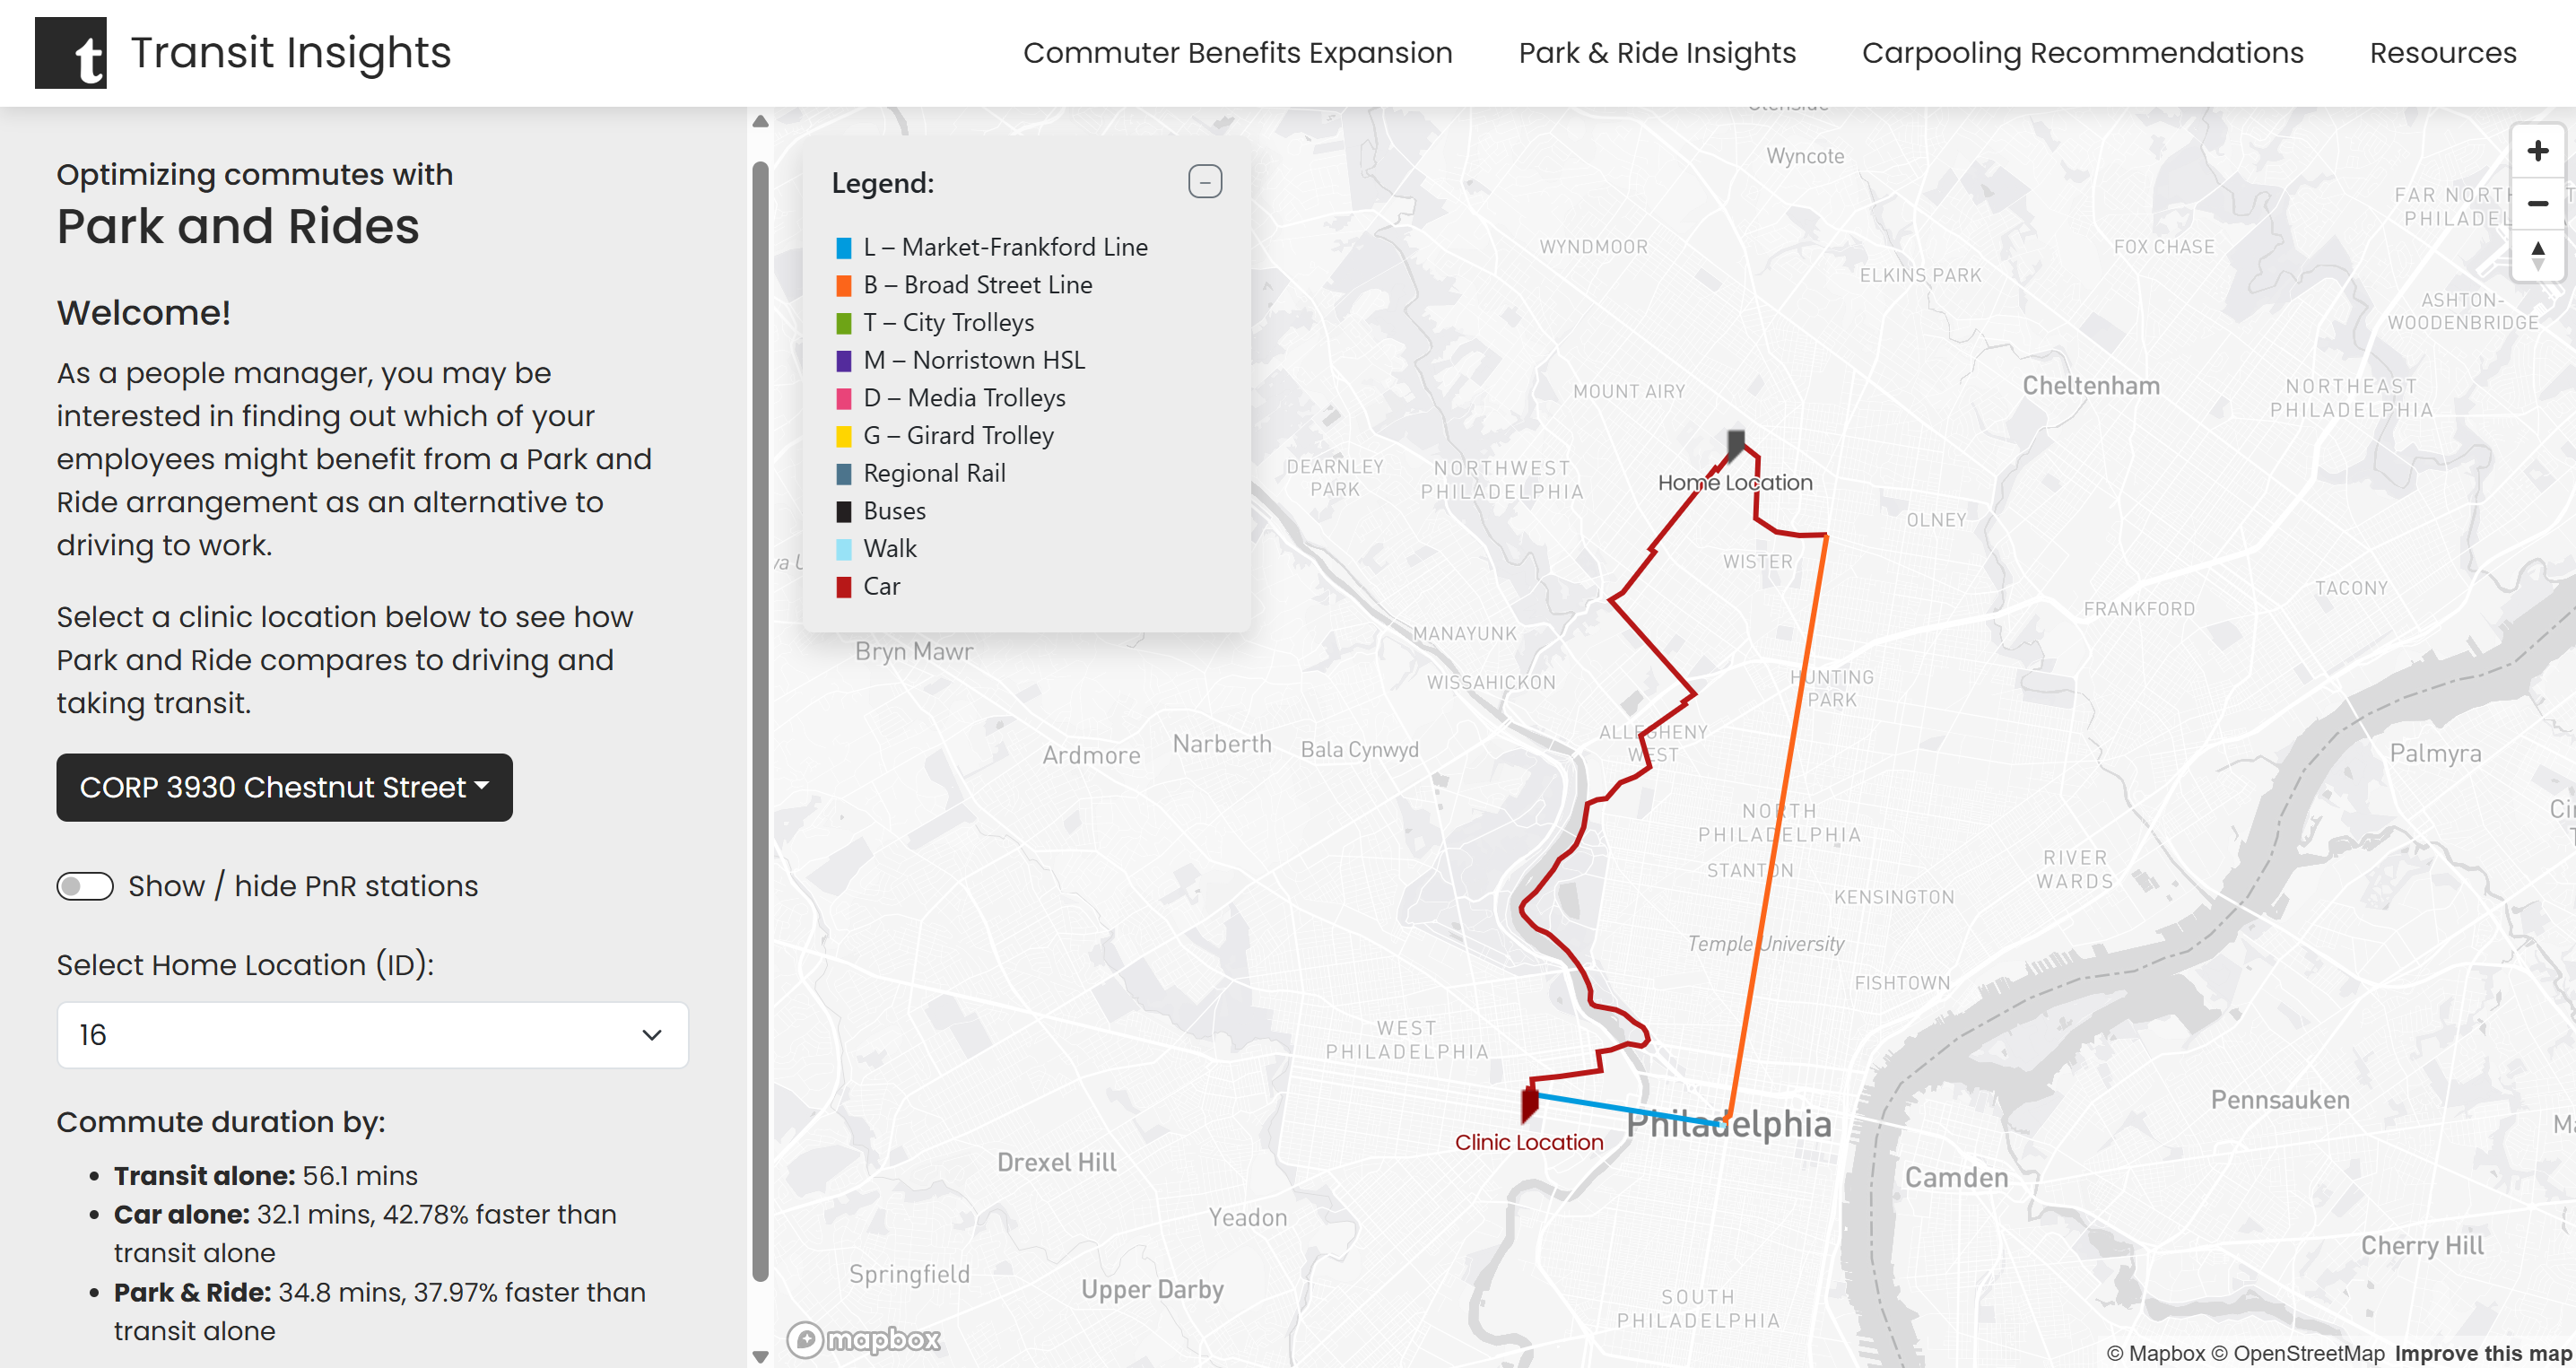 t Transit Insights
Commuter Benefits Expansion
Park & Ride Insights
Carpooling Recommendations
Resources
Optimizing commutes with
Park and Rides
Welcome!
As a people manager, you may be
interested in finding out which of your
employees might benefit from a Park and
Ride arrangement as an alternative to
driving to work.
Select a clinic location below to see how
Park and Ride compares to driving and
taking transit.
CORP 3930 Chestnut Street
Show / hide PnR stations
Select Home Location (ID):
16
Commute duration by:
• Transit alone: 56.1 mins
• Car alone: 32.1 mins, 42.78% faster than
transit alone
• Park & Ride: 34.8 mins, 37.97% faster than
transit alone
Legend:
L – Market-Frankford Line
B – Broad Street Line
T – City Trolleys
M – Norristown HSL
D – Media Trolleys
G – Girard Trolley
Regional Rail
Buses
Walk
Car
Wyncote
WYNDMOOR
ELKINS PARK
FOX CHASE
ASHTON-
WOODENBRIDGE
MOUNT AIRY
Cheltenham
NORTHEAST
PHILADELPHIA
DEARNLEY
PARK
NORTHWEST
PHILADELPHIA
Home Location
OLNEY
WISTER
TACONY
FRANKFORD
MANAYUNK
Bryn Mawr
WISSAHICKON
HUNTING
PARK
ALLEGHENY
WEST
Ardmore
Narberth
Bala Cynwyd
Palmyra
NORTH
PHILADELPHIA
STANTON
RIVER
WARDS
KENSINGTON
Temple University
FISHTOWN
WEST
PHILADELPHIA
Clinic Location
Philadelphia
Pennsauken
Drexel Hill
Camden
Yeadon
Cherry Hill
Springfield
Upper Darby
SOUTH
PHILADELPHIA
mapbox
© Mapbox © OpenStreetMap Improve this map